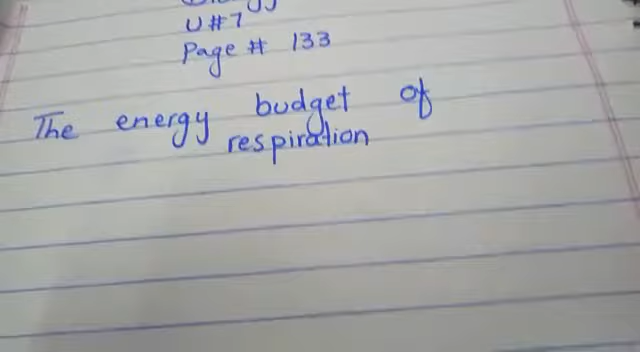 U#7
Page # 133
The energy budget of
respiration